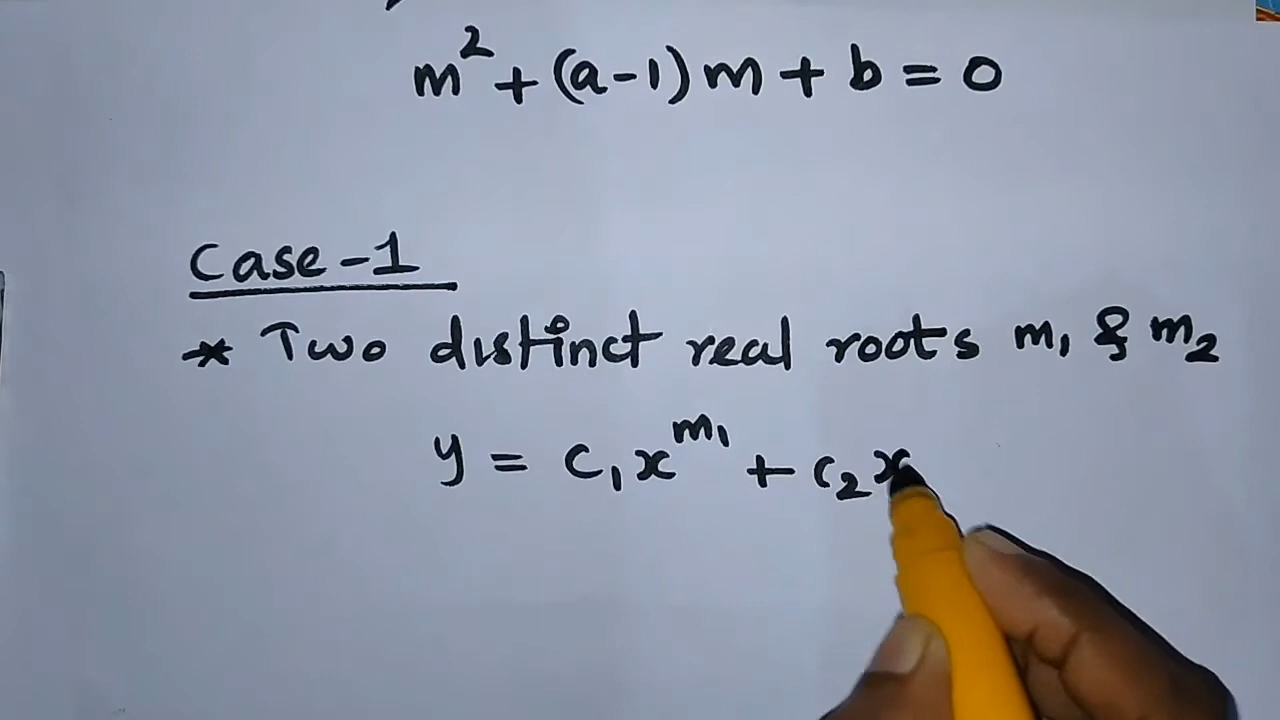 m² + (a-1)m + b = 0
Case-1
* Two distinct real roots m₁ & m₂
y = c₁x^m₁ + c₂x